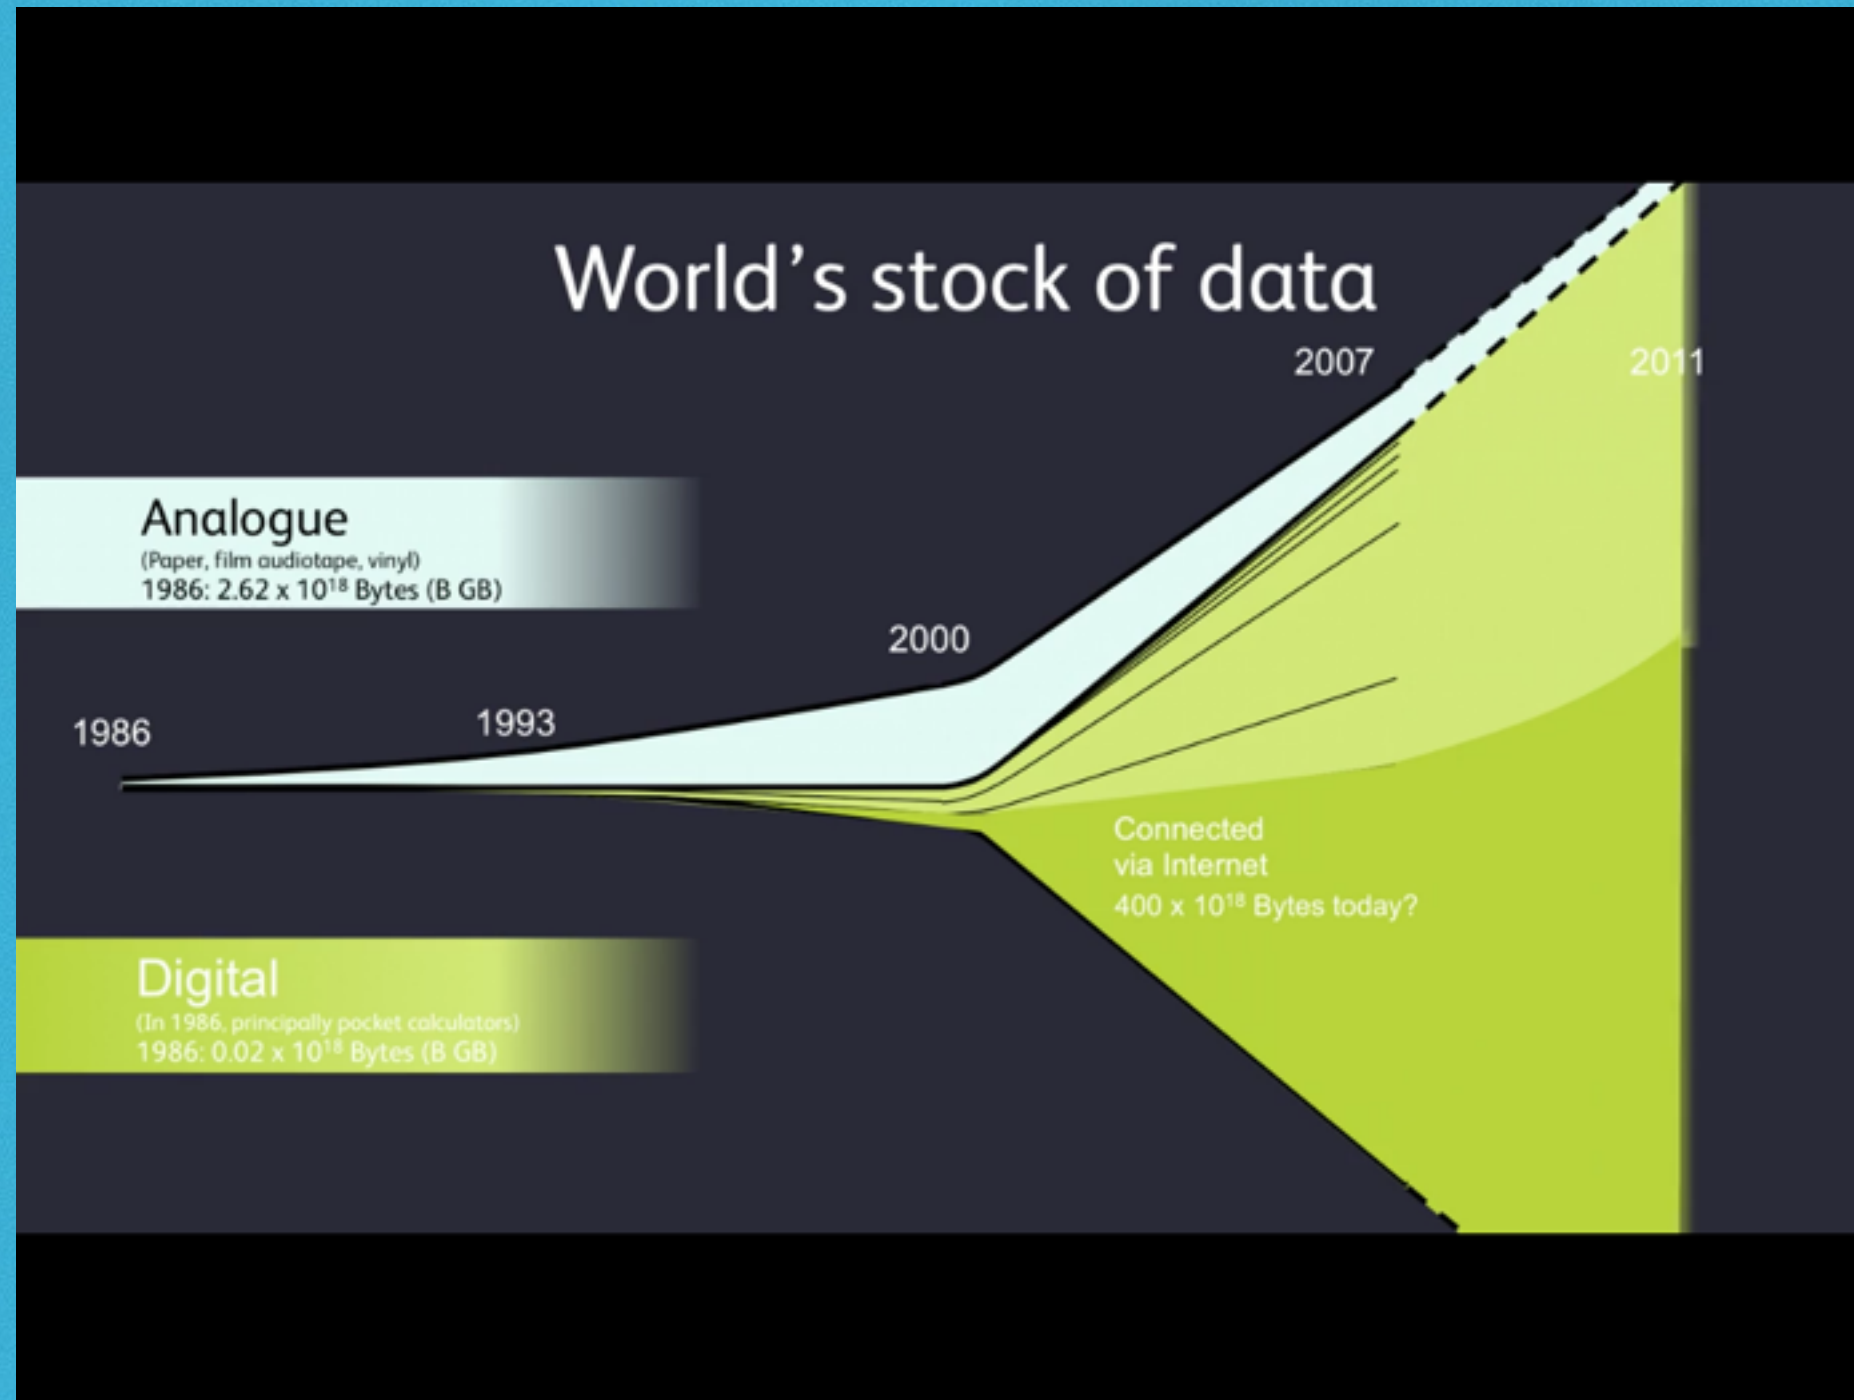 World's stock of data
2007
2011
Analogue
(Paper, film audiotape, vinyl)
1986: 2.62 x 10¹⁸ Bytes (B GB)
2000
1986
1993
Connected
via Internet
400 x 10¹⁸ Bytes today?
Digital
(In 1986, principally pocket calculators)
1986: 0.02 x 10¹⁸ Bytes (B GB)